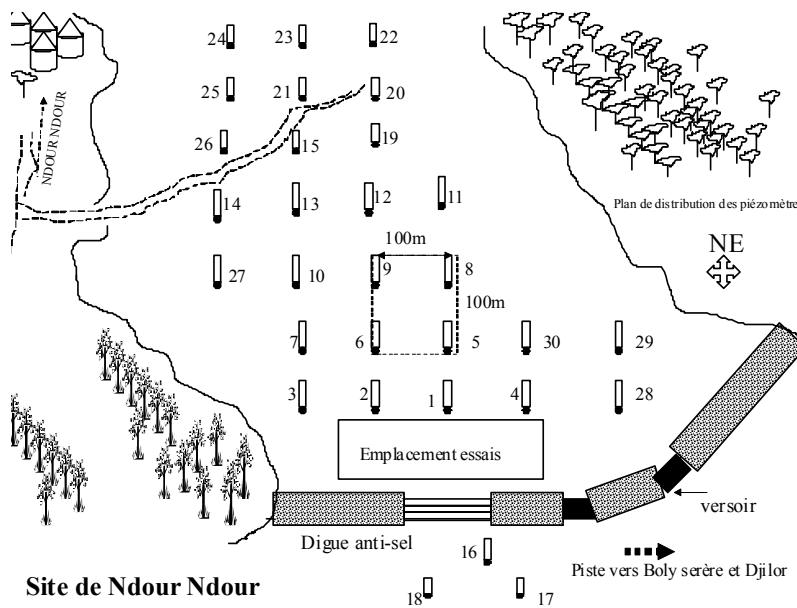 24 23 22
25 21 20
NDOUR NDOUR
26 15 19
14 13 12 11
Plan de distribution des piézomètre
NE
100m
27 10 9 8
100m
7 6 5 30 29
3 2 1 4 28
Emplacement essais
versoir
Digue anti-sel
16
Piste vers Boly serère et Djilor
Site de Ndour Ndour
18 17